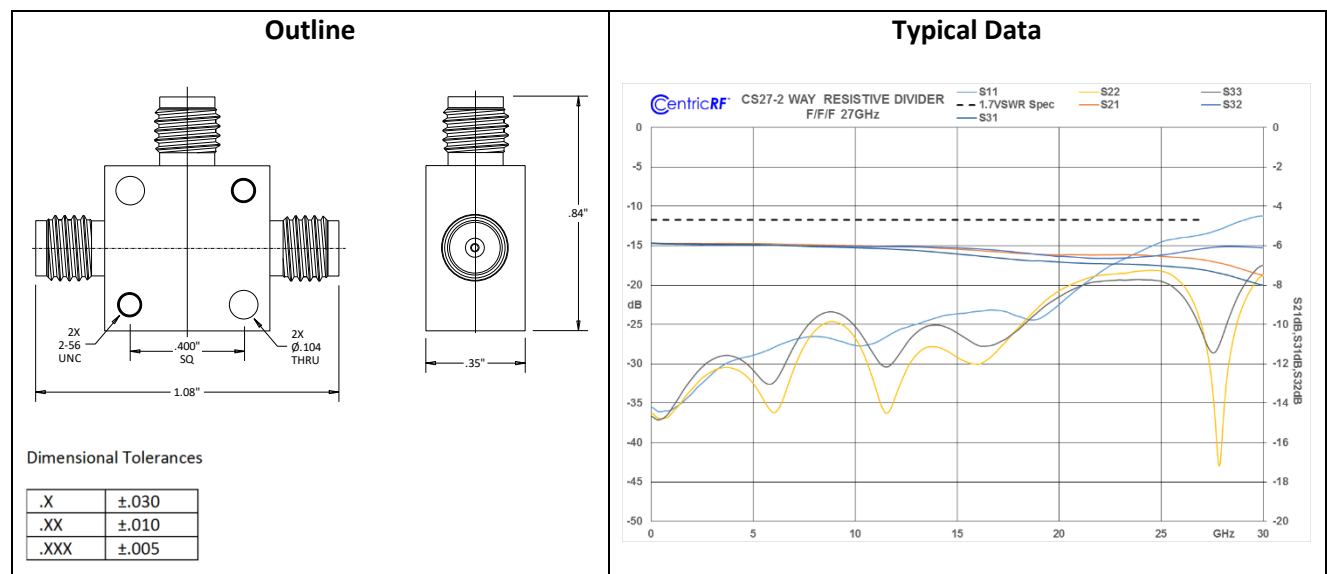 Outline
.84"
2X
2-56
UNC
.400"
SQ
2X
Ø.104
THRU
.35"
1.08"
Dimensional Tolerances
.X ±.030
.XX ±.010
.XXX ±.005
Typical Data
CentricRF™ CS27-2 WAY RESISTIVE DIVIDER
F/F/F 27GHz
S11 S22 S33
1.7VSWR Spec S21 S32
S31
0 0
-5 -2
-10 -4
-15 -6
-20 -8
dB
-25 -10
-30 -12
-35 -14
-40 -16
-45 -18
-50 -20
S21dB,S31dB,S32dB
0 5 10 15 20 25 GHz 30